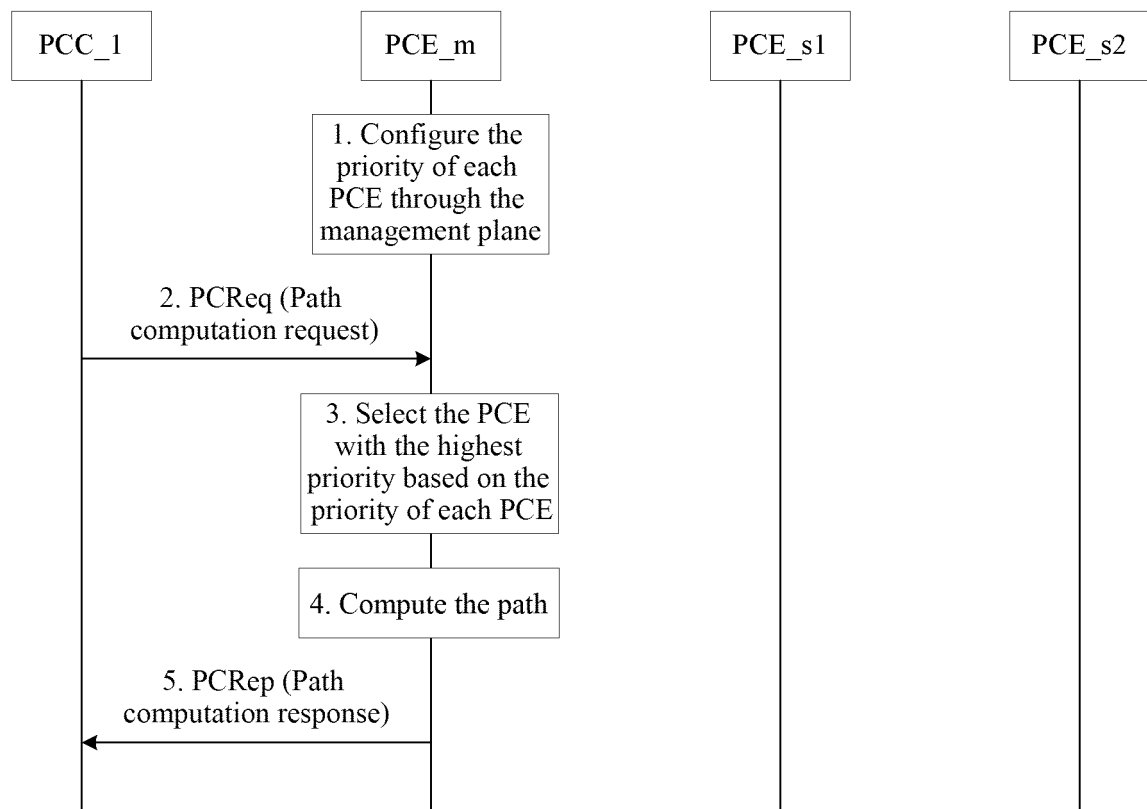 PCC_1
PCE_m
PCE_s1
PCE_s2
1. Configure the
priority of each
PCE through the
management plane
2. PCReq (Path
computation request)
3. Select the PCE
with the highest
priority based on the
priority of each PCE
4. Compute the path
5. PCRep (Path
computation response)